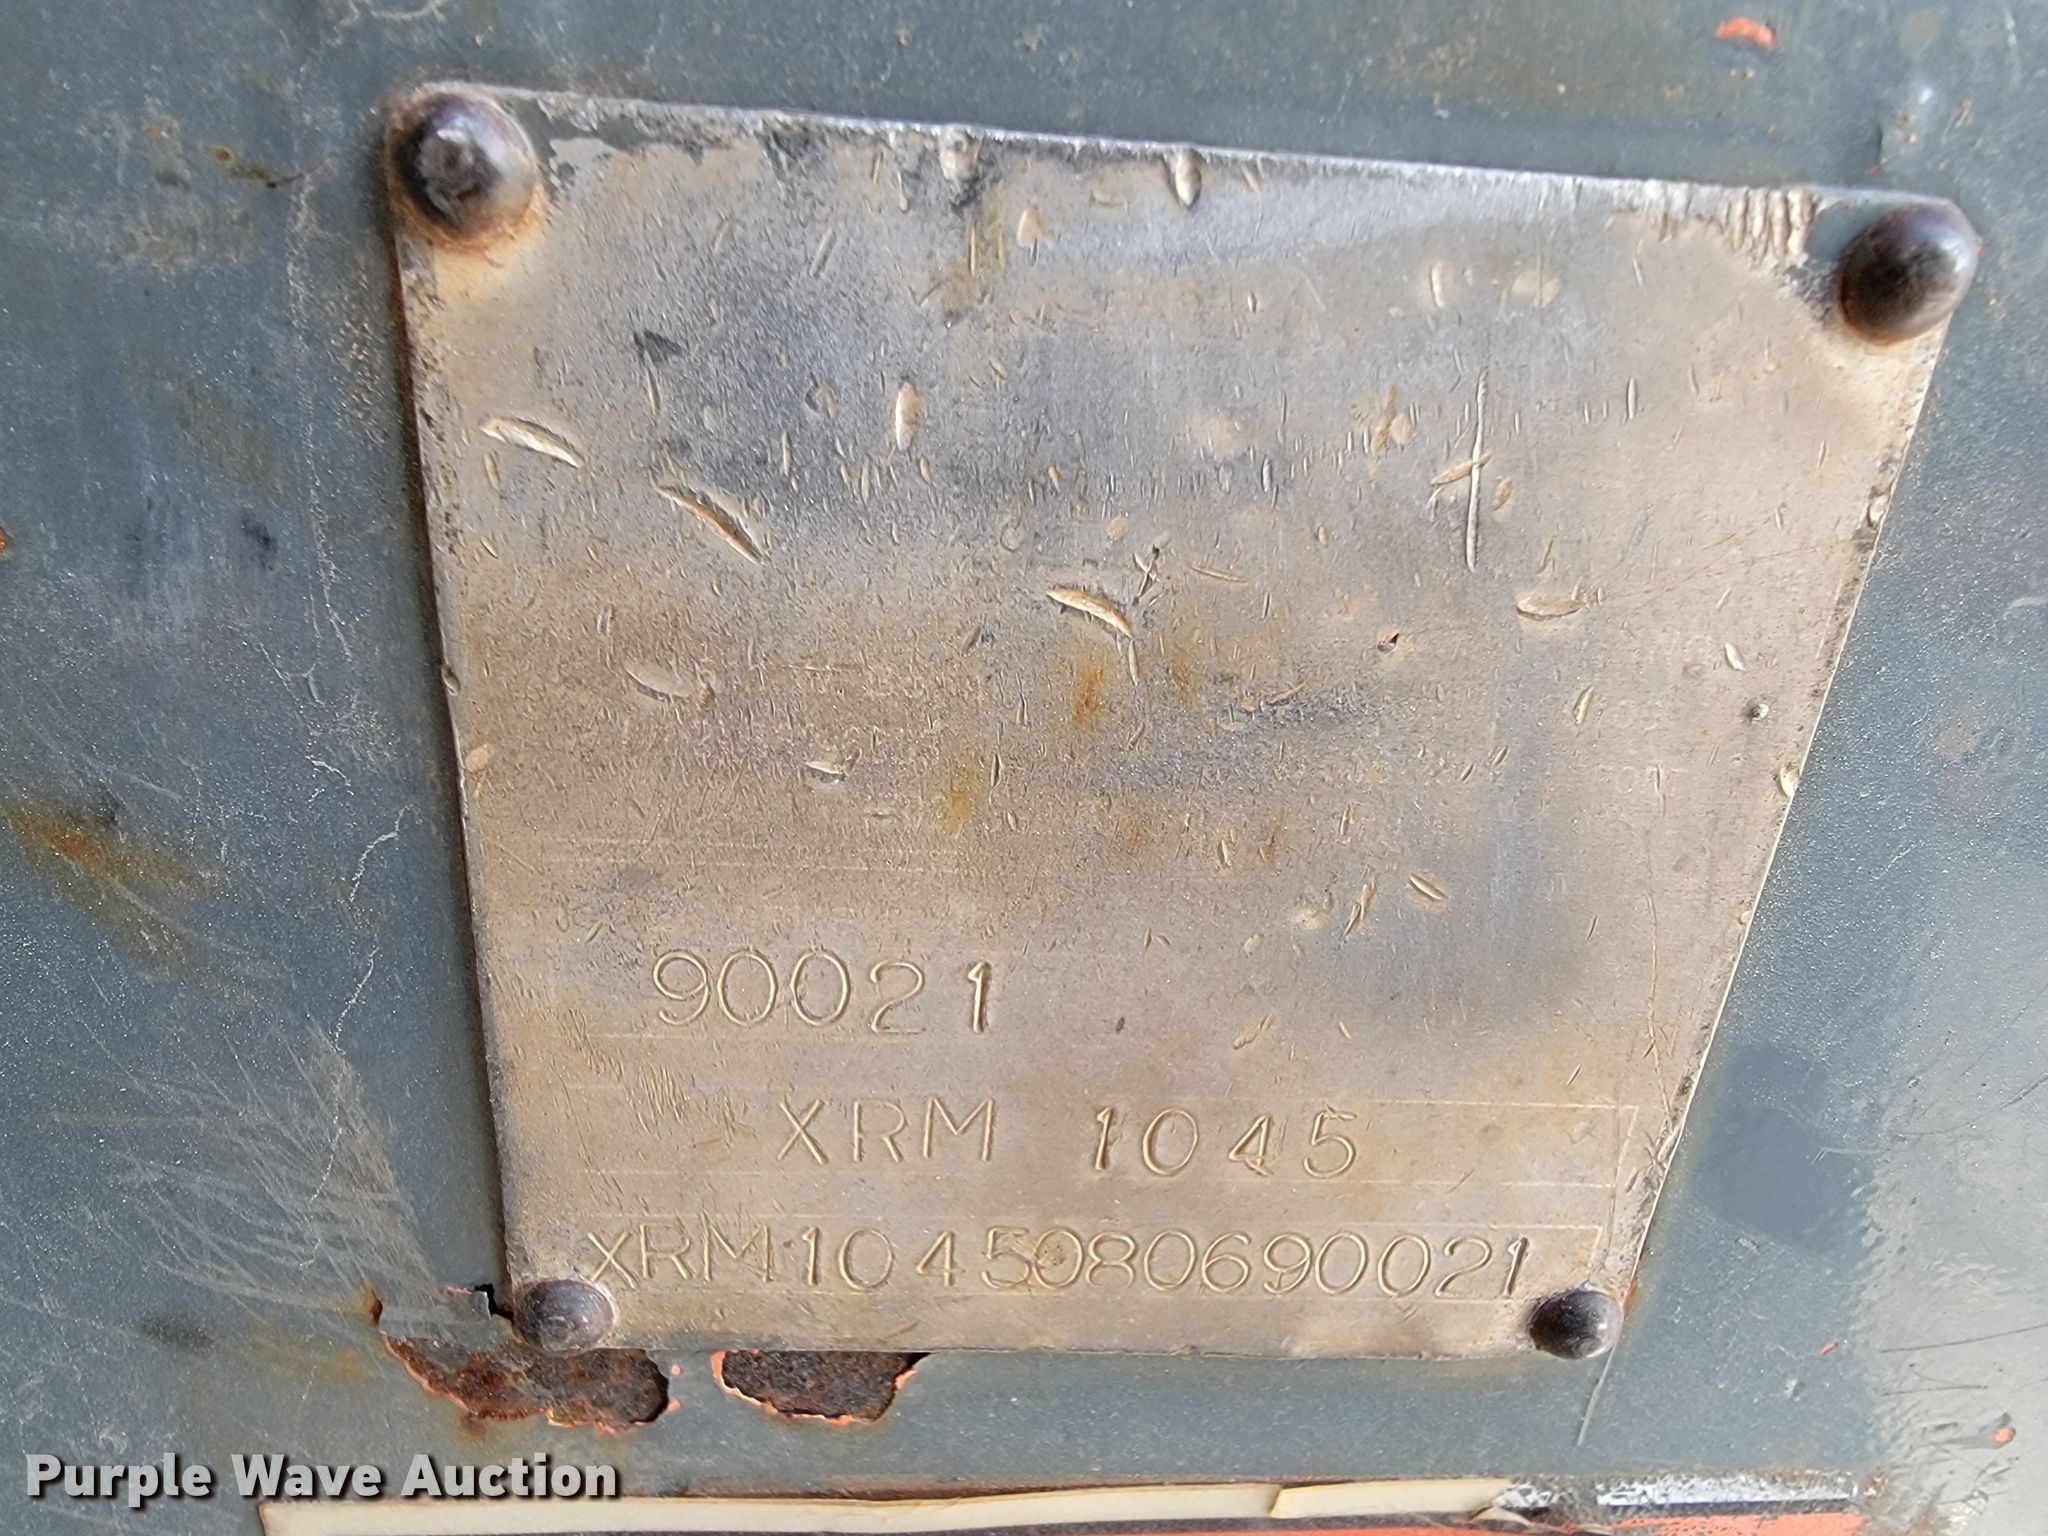 90021
XRM 1045
XRM1045080690021
Purple Wave Auction